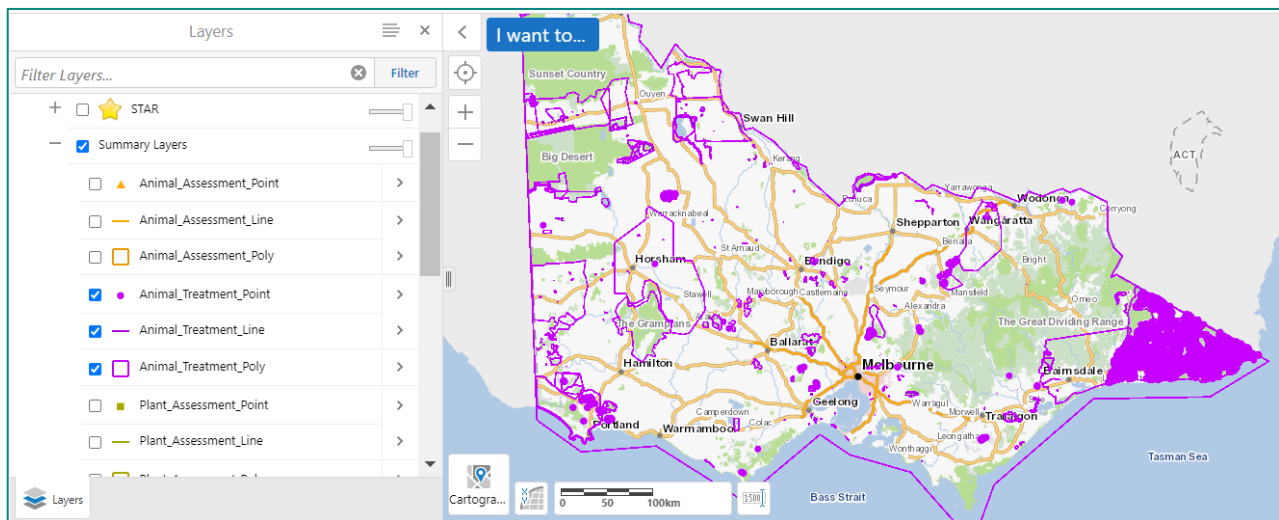 Layers
Filter Layers...
Filter
STAR
Summary Layers
Animal_Assessment_Point
Animal_Assessment_Line
Animal_Assessment_Poly
Animal_Treatment_Point
Animal_Treatment_Line
Animal_Treatment_Poly
Plant_Assessment_Point
Plant_Assessment_Line
Layers
I want to...
Sunset Country
Ouyen
Swan Hill
ACT
Big Desert
Kerang
Yarrawonga
Wodonga
Corryong
Warracknabeal
Shepparton
Wangaratta
St Arnaud
Benalla
Bright
Horsham
Bendigo
Stawell
Maryborough
Castlemaine
Seymour
Mansfield
Omeo
Alexandra
The Grampians
The Great Dividing Range
Ballarat
Hamilton
Melbourne
Bairnsdale
Geelong
Warragul
Morwell
Traralgon
Camperdown
Colac
Portland
Warrnambool
Leongatha
Wonthaggi
Tasman Sea
Cartogra...
0 50 100km
Bass Strait